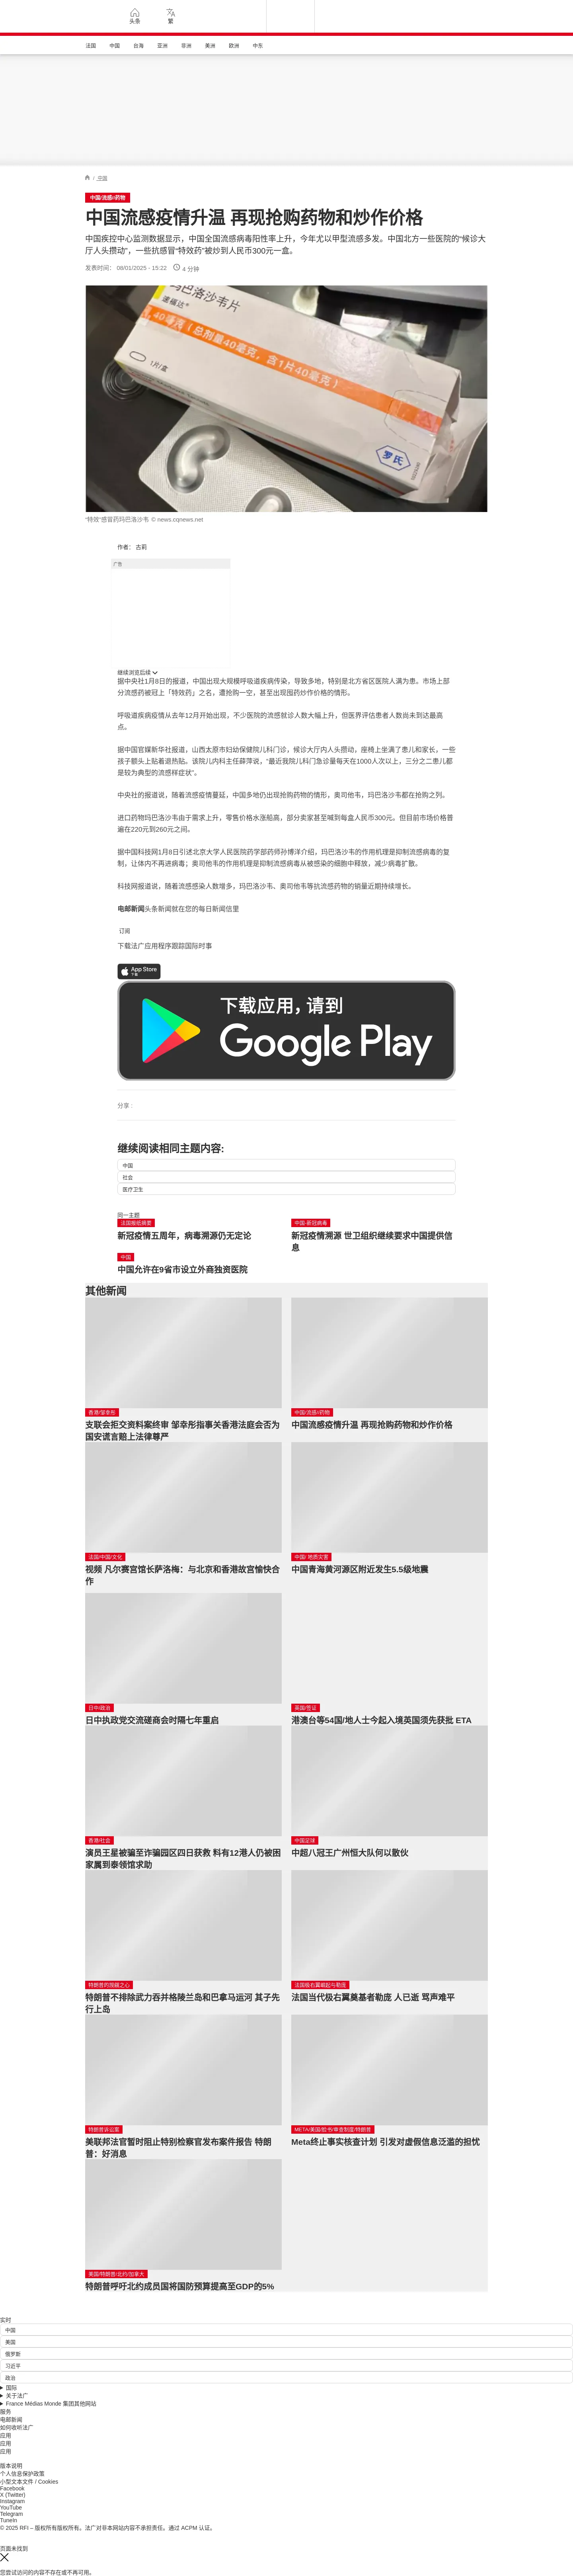 头条
繁
法国 中国 台海 亚洲 非洲 美洲 欧洲 中东
/ 中国
中国/流感/药物
中国流感疫情升温 再现抢购药物和炒作价格
中国疾控中心监测数据显示，中国全国流感病毒阳性率上升，今年尤以甲型流感多发。中国北方一些医院的“候诊大
厅人头攒动”，一些抗感冒“特效药”被炒到人民币300元一盒。
发表时间： 08/01/2025 - 15:22 4 分钟
玛巴洛沙韦片
速福达
40毫克（总剂量40毫克，含1片40毫克）
1片/盒
罗氏
“特效”感冒药玛巴洛沙韦 © news.cqnews.net
作者： 古莉
广告
继续浏览后续
据中央社1月8日的报道，中国出现大规模呼吸道疾病传染，导致多地，特别是北方省区医院人满为患。市场上部
分流感药被冠上「特效药」之名，遭抢购一空，甚至出现囤药炒作价格的情形。
呼吸道疾病疫情从去年12月开始出现，不少医院的流感就诊人数大幅上升，但医界评估患者人数尚未到达最高
点。
据中国官媒新华社报道，山西太原市妇幼保健院儿科门诊，候诊大厅内人头攒动，座椅上坐满了患儿和家长，一些
孩子额头上贴着退热贴。该院儿内科主任薛萍说，“最近我院儿科门急诊量每天在1000人次以上，三分之二患儿都
是较为典型的流感样症状”。
中央社的报道说，随着流感疫情蔓延，中国多地仍出现抢购药物的情形，奥司他韦，玛巴洛沙韦都在抢购之列。
进口药物玛巴洛沙韦由于需求上升，零售价格水涨船高，部分卖家甚至喊到每盒人民币300元。但目前市场价格普
遍在220元到260元之间。
据中国科技网1月8日引述北京大学人民医院药学部药师孙博洋介绍，玛巴洛沙韦的作用机理是抑制流感病毒的复
制，让体内不再进病毒；奥司他韦的作用机理是抑制流感病毒从被感染的细胞中释放，减少病毒扩散。
科技网报道说，随着流感感染人数增多，玛巴洛沙韦、奥司他韦等抗流感药物的销量近期持续增长。
电邮新闻头条新闻就在您的每日新闻信里
订阅
下载法广应用程序跟踪国际时事
App Store
下载
下载应用，请到
Google Play
分享 :
继续阅读相同主题内容:
中国
社会
医疗卫生
同一主题
法国报纸摘要
新冠疫情五周年，病毒溯源仍无定论
中国-新冠病毒
新冠疫情溯源 世卫组织继续要求中国提供信
息
中国
中国允许在9省市设立外商独资医院
其他新闻
香港/邹幸彤
支联会拒交资料案终审 邹幸彤指事关香港法庭会否为
国安谎言赔上法律尊严
中国/流感/药物
中国流感疫情升温 再现抢购药物和炒作价格
法国/中国/文化
视频 凡尔赛宫馆长萨洛梅：与北京和香港故宫愉快合
作
中国/ 地质灾害
中国青海黄河源区附近发生5.5级地震
日中/政治
日中执政党交流磋商会时隔七年重启
英国/签证
港澳台等54国/地人士今起入境英国须先获批 ETA
香港/社会
演员王星被骗至诈骗园区四日获救 料有12港人仍被困
家属到泰领馆求助
中国足球
中超八冠王广州恒大队何以散伙
特朗普的觊觎之心
特朗普不排除武力吞并格陵兰岛和巴拿马运河 其子先
行上岛
法国极右翼崛起与勒庞
法国当代极右翼奠基者勒庞 人已逝 骂声难平
特朗普诉讼案
美联邦法官暂时阻止特别检察官发布案件报告 特朗
普：好消息
META/美国/脸书/审查制度/特朗普
Meta终止事实核查计划 引发对虚假信息泛滥的担忧
美国/特朗普/北约/加拿大
特朗普呼吁北约成员国将国防预算提高至GDP的5%
实时
中国
美国
俄罗斯
习近平
政治
国际
关于法广
France Médias Monde 集团其他网站
服务
电邮新闻
如何收听法广
应用
应用
应用
版本说明
个人信息保护政策
小型文本文件 / Cookies
Facebook
X (Twitter)
Instagram
YouTube
Telegram
TuneIn
© 2025 RFI – 版权所有版权所有。法广对非本网站内容不承担责任。通过 ACPM 认证。
页面未找到
您尝试访问的内容不存在或不再可用。